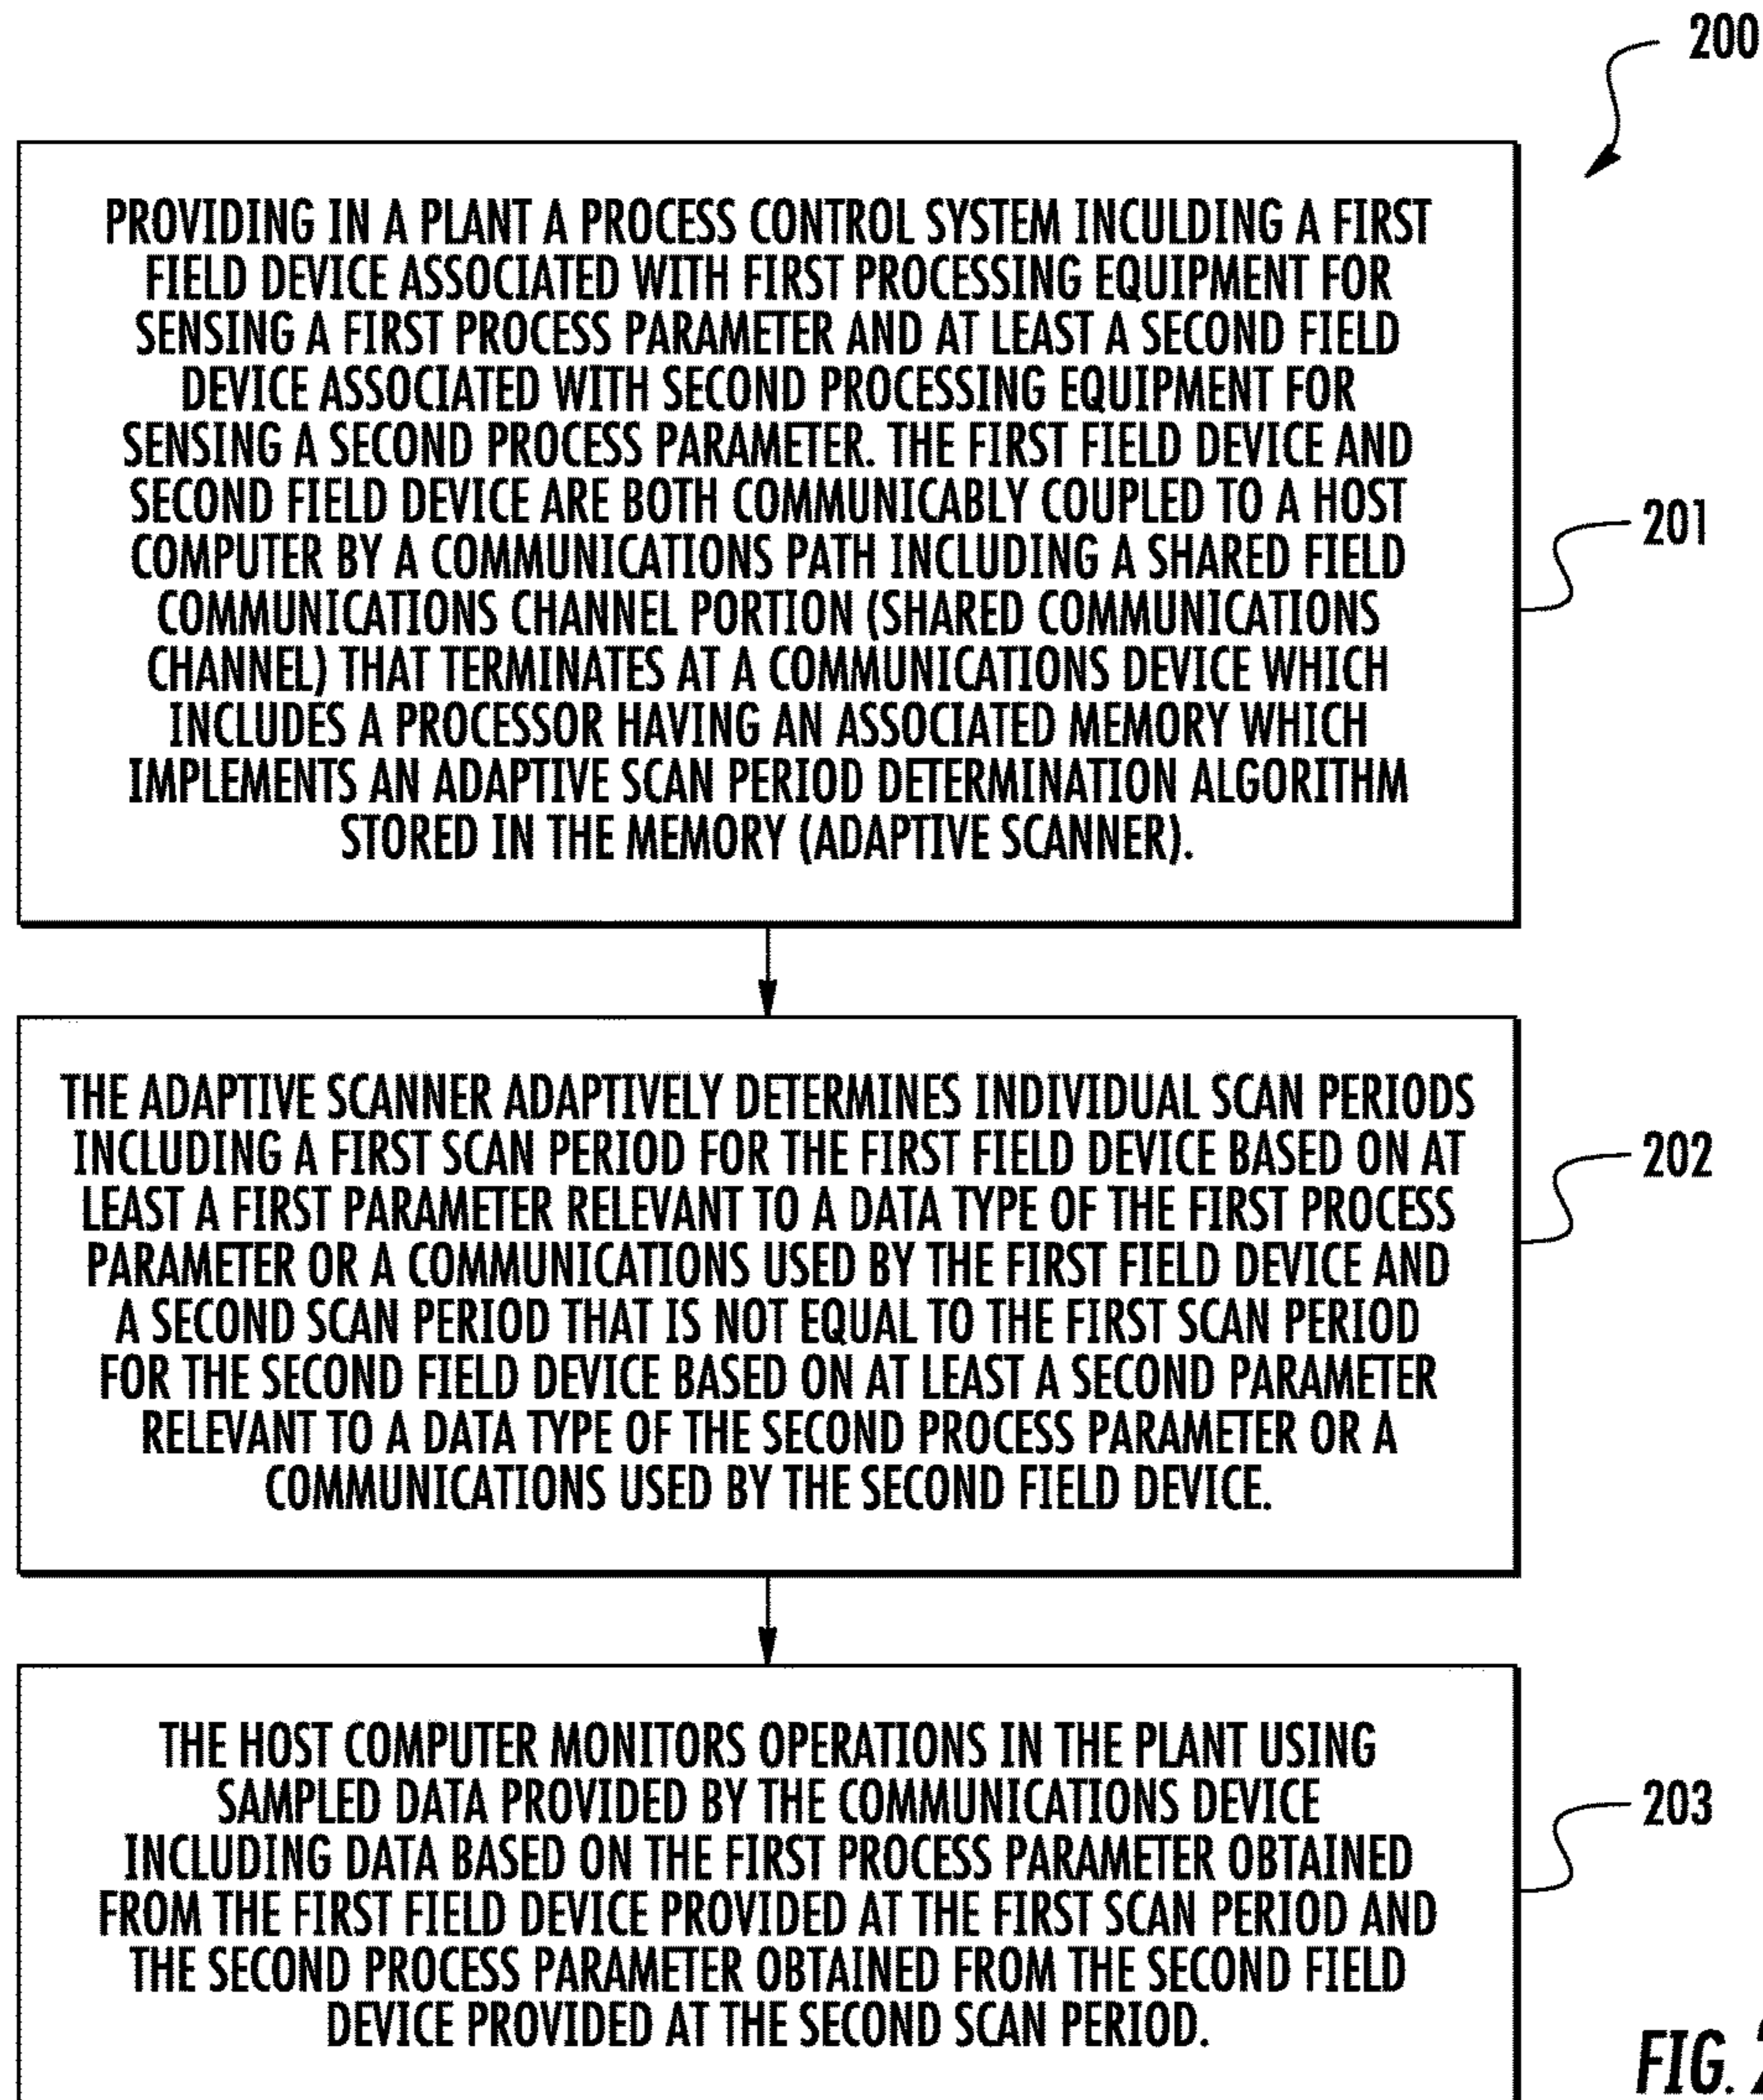 200
PROVIDING IN A PLANT A PROCESS CONTROL SYSTEM INCULDING A FIRST
FIELD DEVICE ASSOCIATED WITH FIRST PROCESSING EQUIPMENT FOR
SENSING A FIRST PROCESS PARAMETER AND AT LEAST A SECOND FIELD
DEVICE ASSOCIATED WITH SECOND PROCESSING EQUIPMENT FOR
SENSING A SECOND PROCESS PARAMETER. THE FIRST FIELD DEVICE AND
SECOND FIELD DEVICE ARE BOTH COMMUNICABLY COUPLED TO A HOST
COMPUTER BY A COMMUNICATIONS PATH INCLUDING A SHARED FIELD
COMMUNICATIONS CHANNEL PORTION (SHARED COMMUNICATIONS
CHANNEL) THAT TERMINATES AT A COMMUNICATIONS DEVICE WHICH
INCLUDES A PROCESSOR HAVING AN ASSOCIATED MEMORY WHICH
IMPLEMENTS AN ADAPTIVE SCAN PERIOD DETERMINATION ALGORITHM
STORED IN THE MEMORY (ADAPTIVE SCANNER).
201
THE ADAPTIVE SCANNER ADAPTIVELY DETERMINES INDIVIDUAL SCAN PERIODS
INCLUDING A FIRST SCAN PERIOD FOR THE FIRST FIELD DEVICE BASED ON AT
LEAST A FIRST PARAMETER RELEVANT TO A DATA TYPE OF THE FIRST PROCESS
PARAMETER OR A COMMUNICATIONS USED BY THE FIRST FIELD DEVICE AND
A SECOND SCAN PERIOD THAT IS NOT EQUAL TO THE FIRST SCAN PERIOD
FOR THE SECOND FIELD DEVICE BASED ON AT LEAST A SECOND PARAMETER
RELEVANT TO A DATA TYPE OF THE SECOND PROCESS PARAMETER OR A
COMMUNICATIONS USED BY THE SECOND FIELD DEVICE.
202
THE HOST COMPUTER MONITORS OPERATIONS IN THE PLANT USING
SAMPLED DATA PROVIDED BY THE COMMUNICATIONS DEVICE
INCLUDING DATA BASED ON THE FIRST PROCESS PARAMETER OBTAINED
FROM THE FIRST FIELD DEVICE PROVIDED AT THE FIRST SCAN PERIOD AND
THE SECOND PROCESS PARAMETER OBTAINED FROM THE SECOND FIELD
DEVICE PROVIDED AT THE SECOND SCAN PERIOD.
203
FIG.